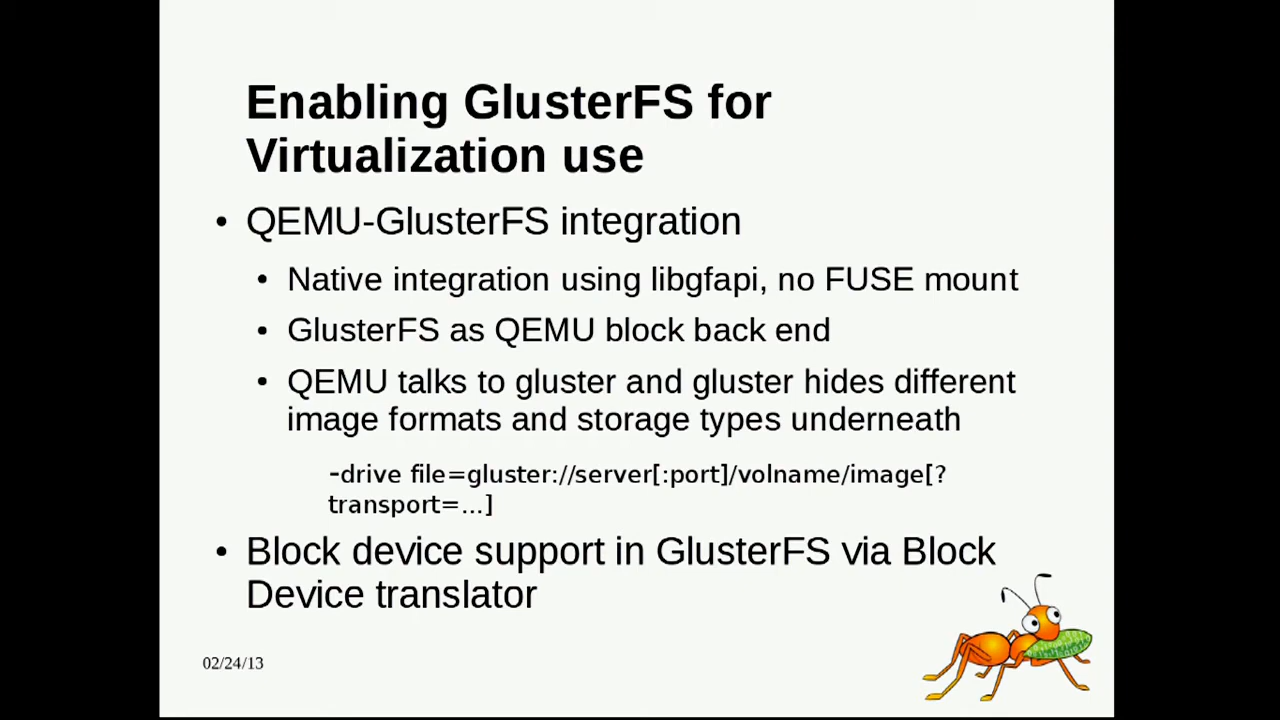 Enabling GlusterFS for
Virtualization use
• QEMU-GlusterFS integration
• Native integration using libgfapi, no FUSE mount
• GlusterFS as QEMU block back end
• QEMU talks to gluster and gluster hides different
image formats and storage types underneath
-drive file=gluster://server[:port]/volname/image[?
transport=...]
• Block device support in GlusterFS via Block
Device translator
02/24/13